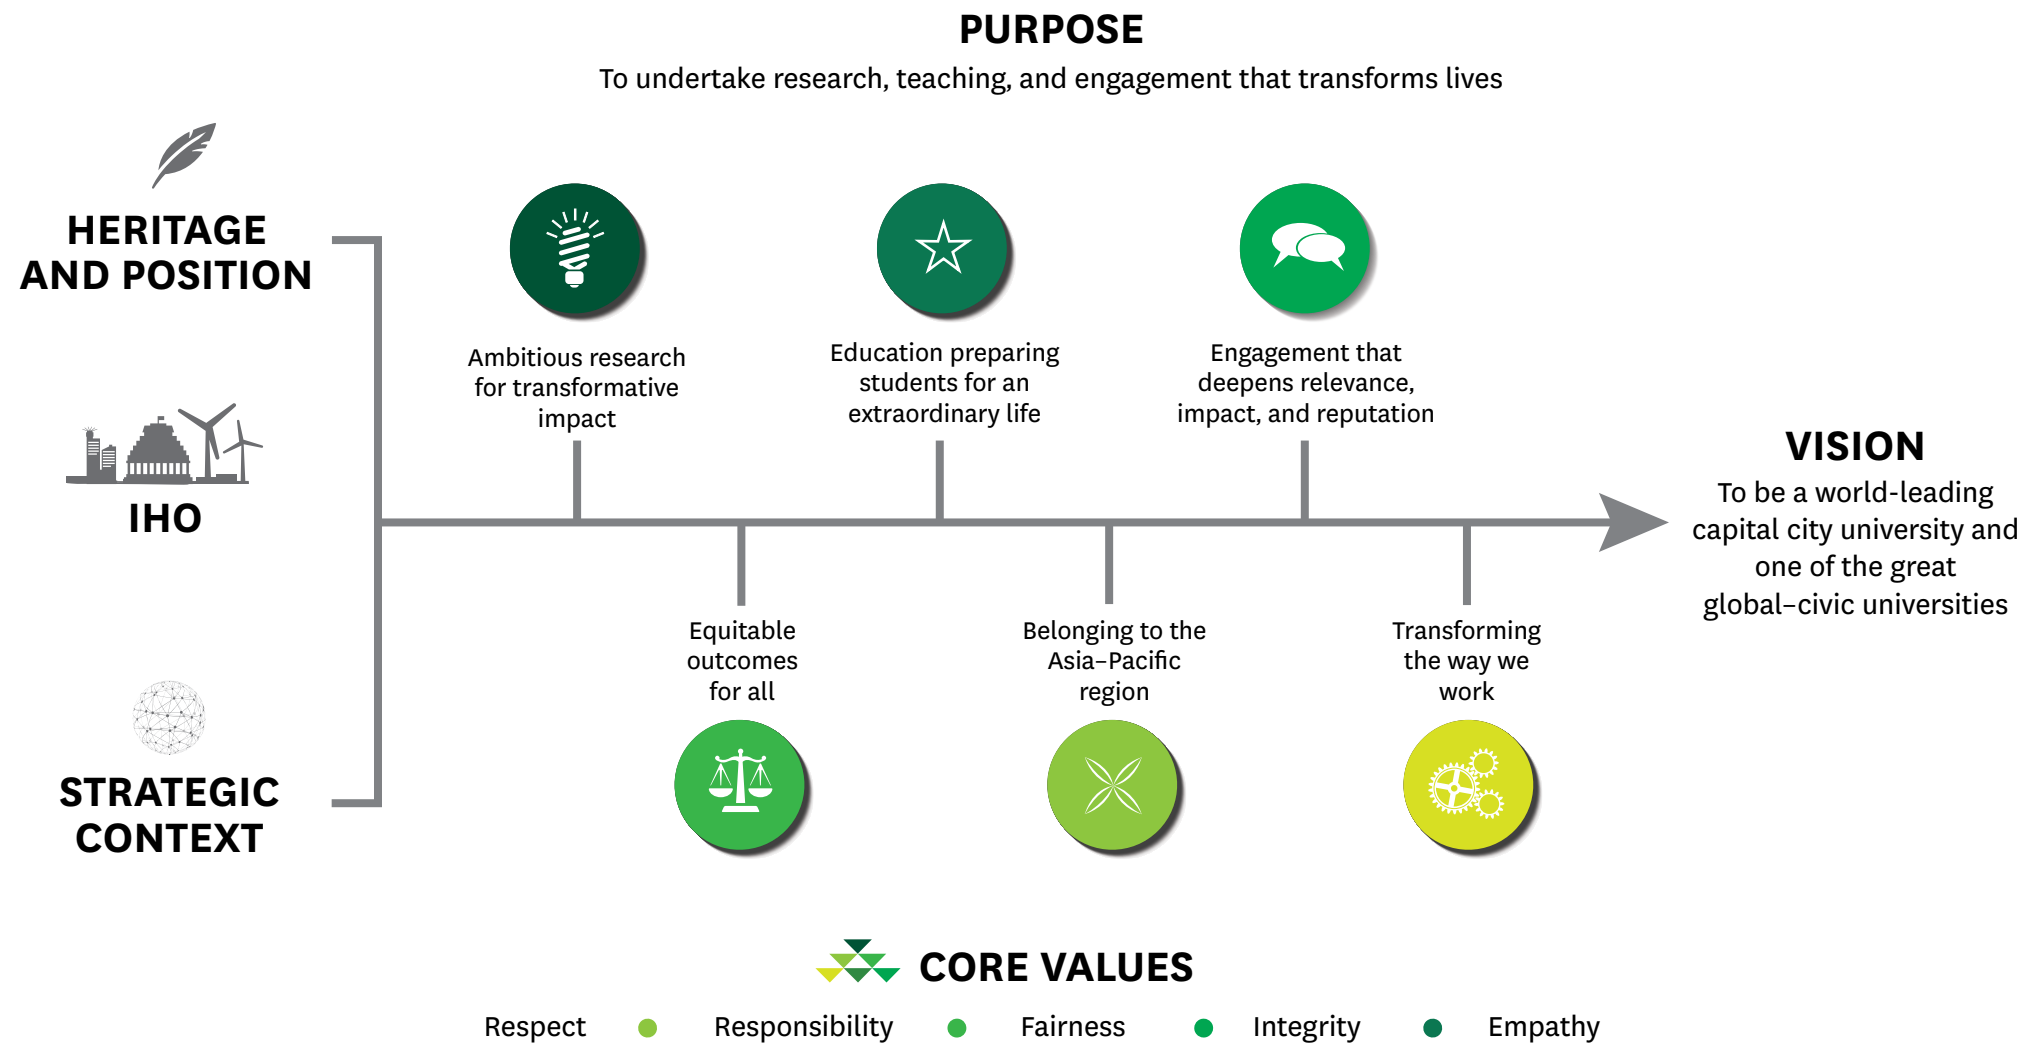 PURPOSE
To undertake research, teaching, and engagement that transforms lives
HERITAGE
AND POSITION
IHO
STRATEGIC
CONTEXT
Ambitious research
for transformative
impact
Education preparing
students for an
extraordinary life
Engagement that
deepens relevance,
impact, and reputation
Equitable
outcomes
for all
Belonging to the
Asia–Pacific
region
Transforming
the way we
work
VISION
To be a world-leading
capital city university and
one of the great
global–civic universities
CORE VALUES
Respect
Responsibility
Fairness
Integrity
Empathy